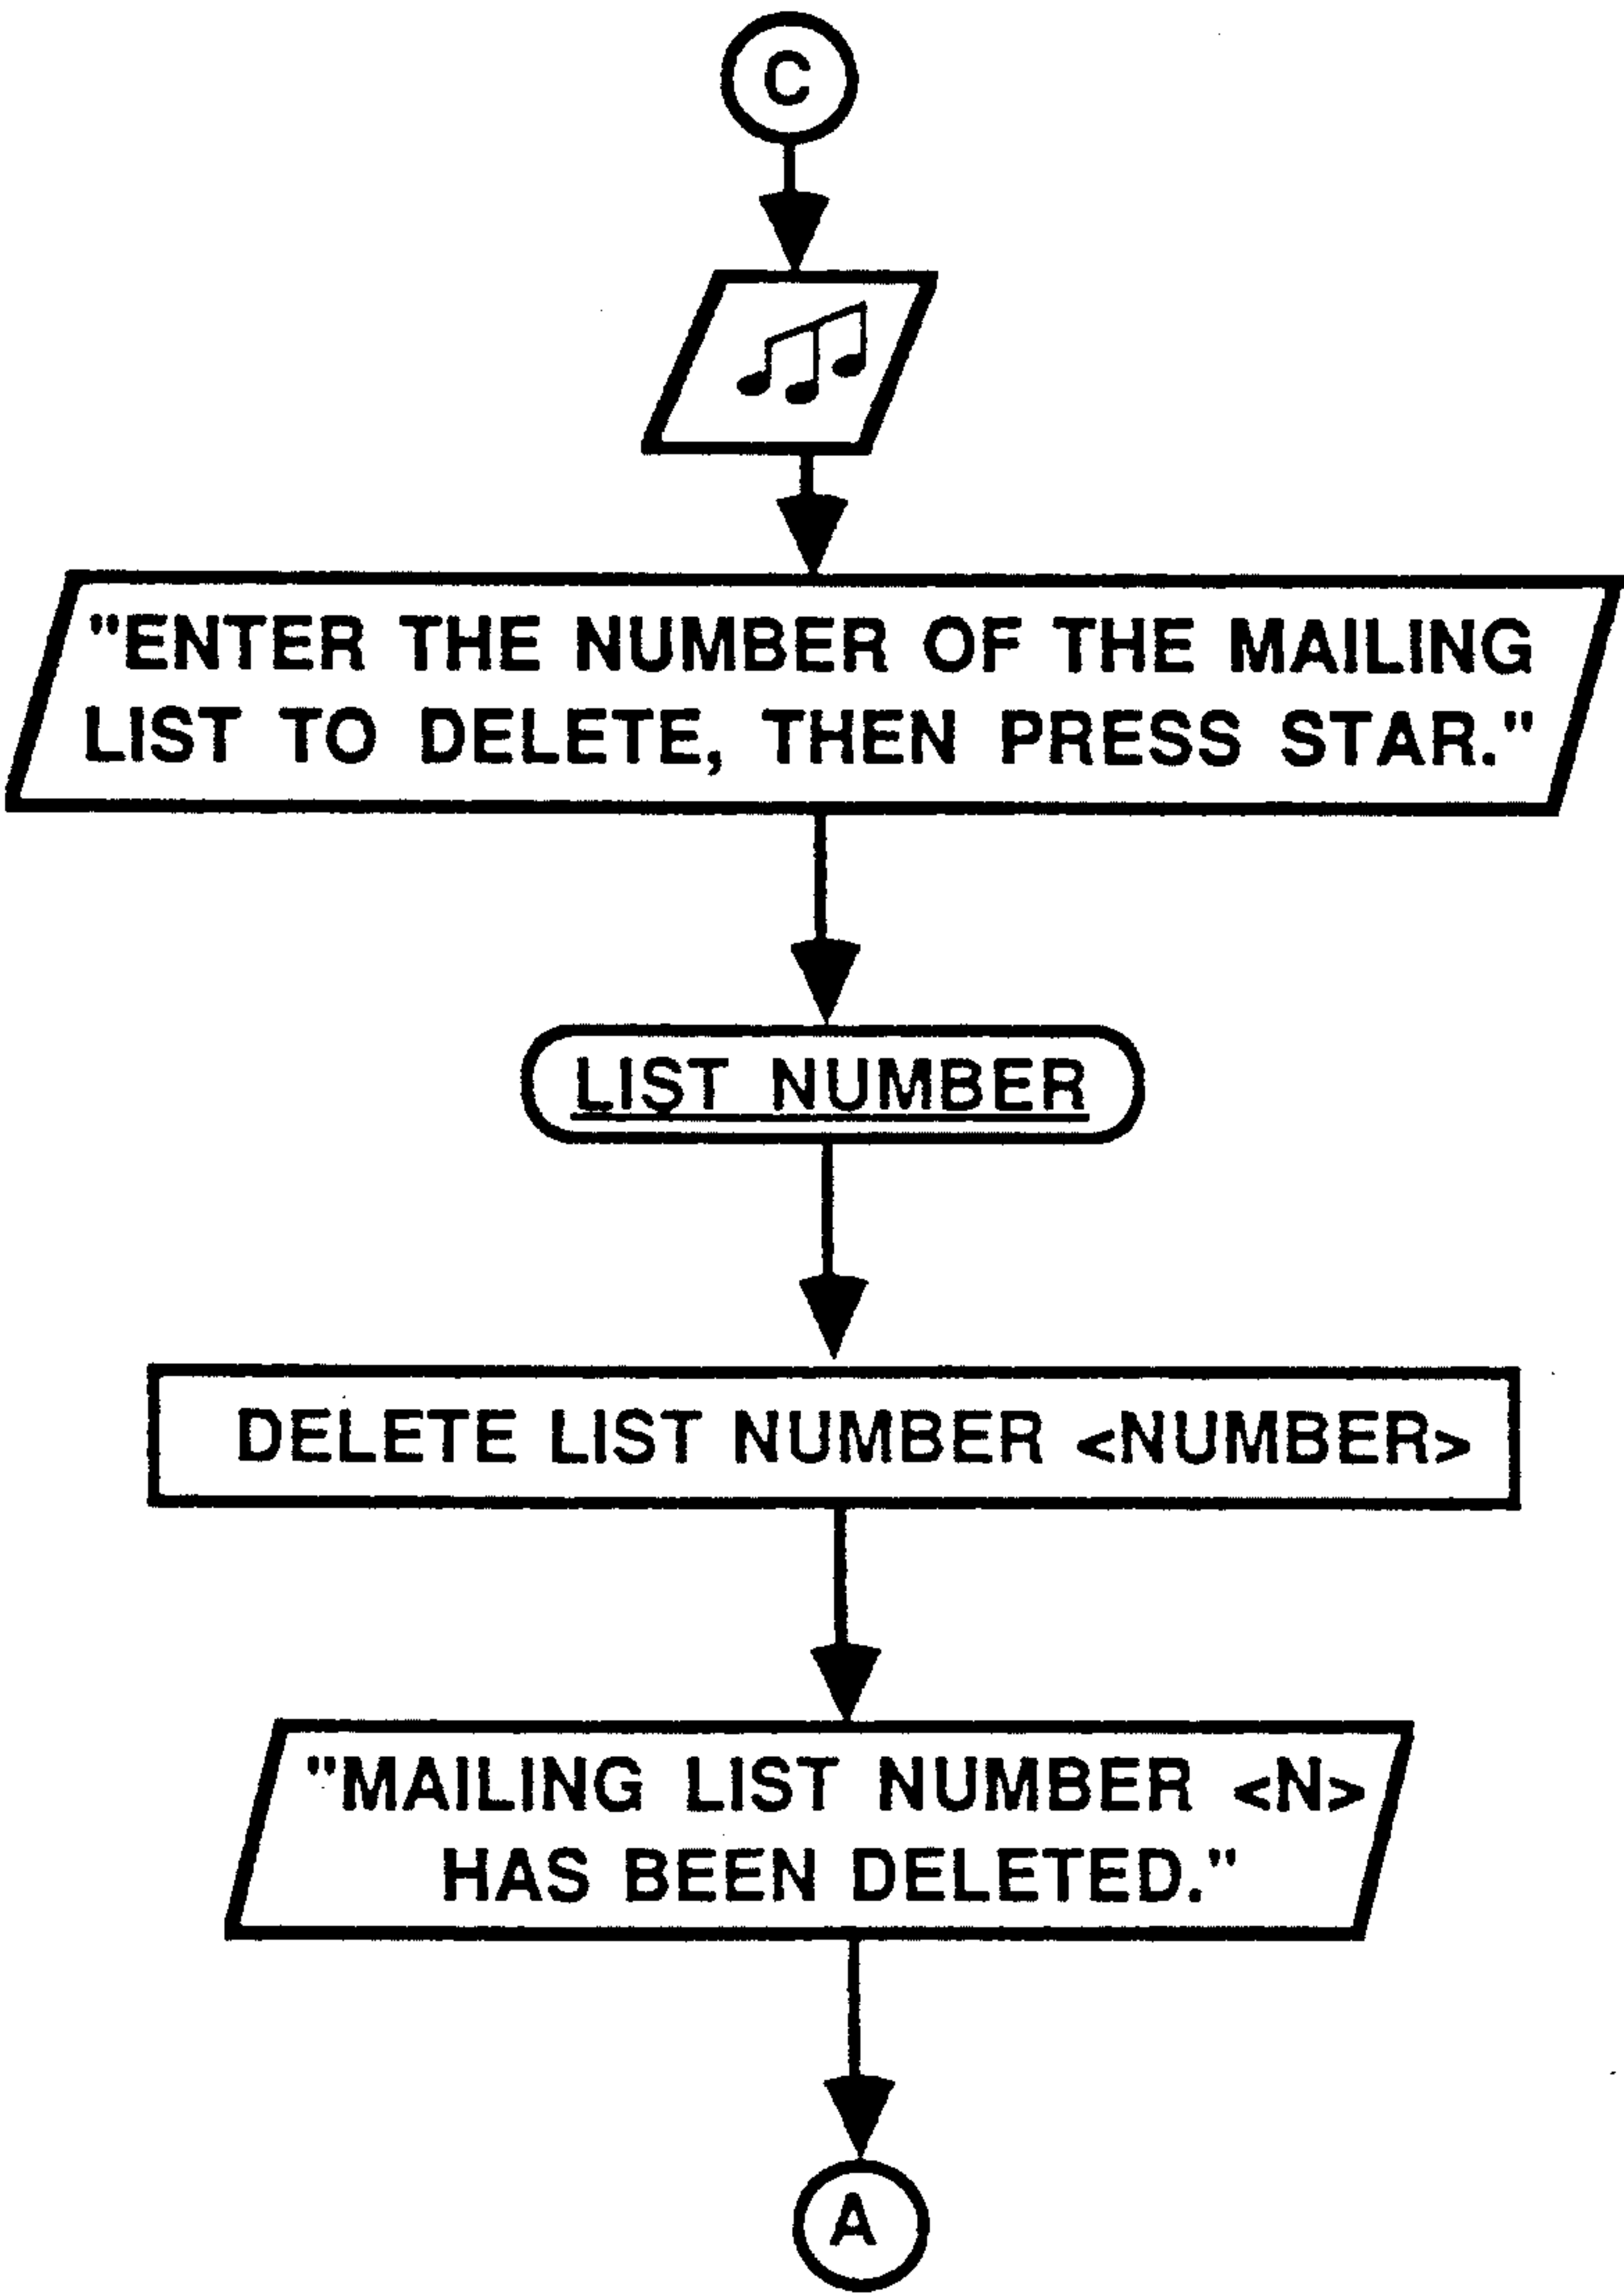 C
"ENTER THE NUMBER OF THE MAILING
LIST TO DELETE, THEN PRESS STAR."
LIST NUMBER
DELETE LIST NUMBER <NUMBER>
"MAILING LIST NUMBER <N>
HAS BEEN DELETED."
A